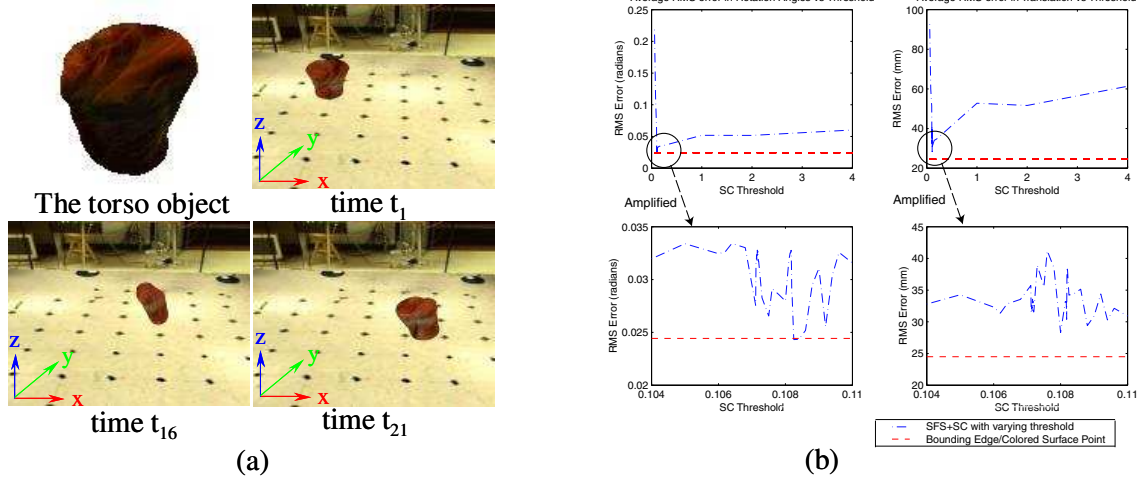 The torso object
z
y
x
time t1
z
y
x
time t16
z
y
x
time t21
(a)
0.25
0.2
0.15
0.1
0.05
0
RMS Error (radians)
0 1 2 3 4
SC Threshold
Amplified
100
80
60
40
20
RMS Error (mm)
0 1 2 3 4
SC Threshold
Amplified
0.035
0.03
0.025
0.02
RMS Error (radians)
0.104 0.106 0.108 0.11
SC Threshold
45
40
35
30
25
20
RMS Error (mm)
0.104 0.106 0.108 0.11
SC Threshold
SFS+SC with varying threshold
Bounding Edge/Colored Surface Point
(b)